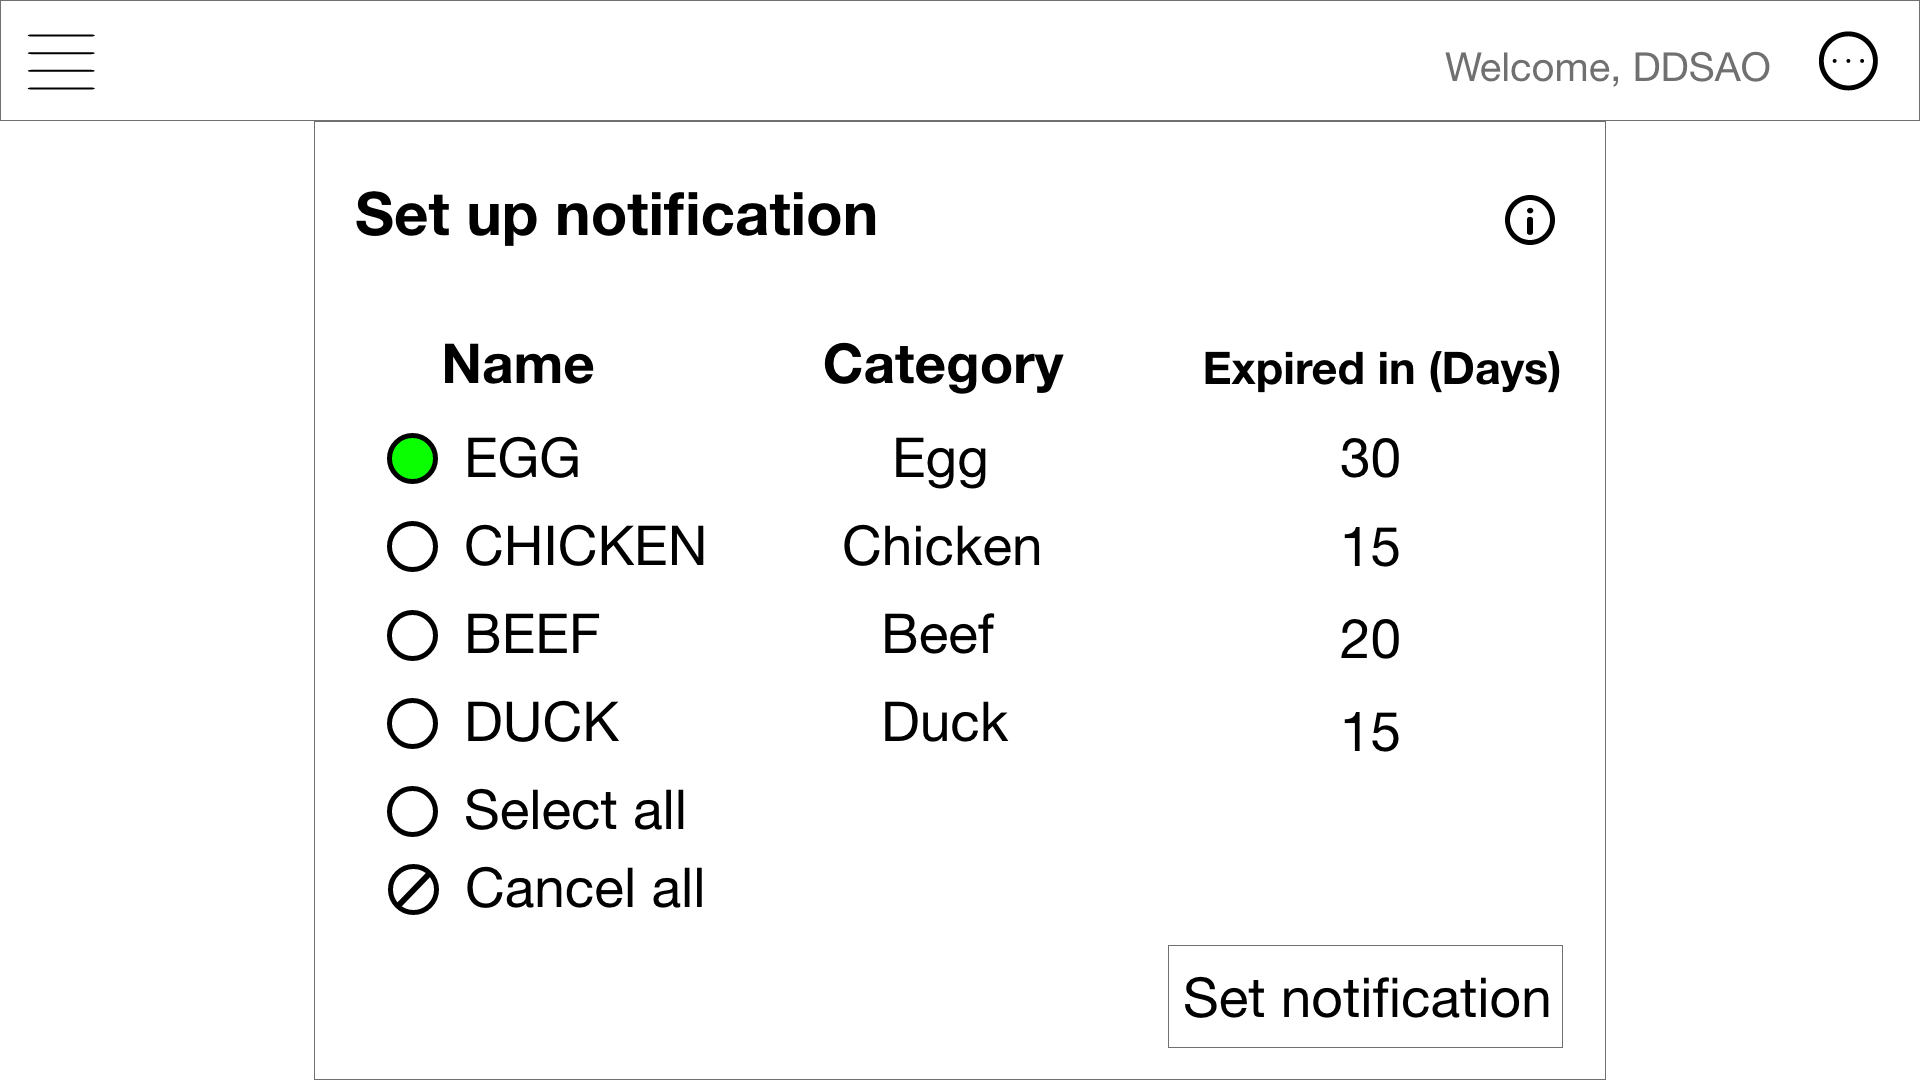 Welcome, DDSAO
Set up notification
Name Category Expired in (Days)
EGG Egg 30
CHICKEN Chicken 15
BEEF Beef 20
DUCK Duck 15
Select all
Cancel all
Set notification